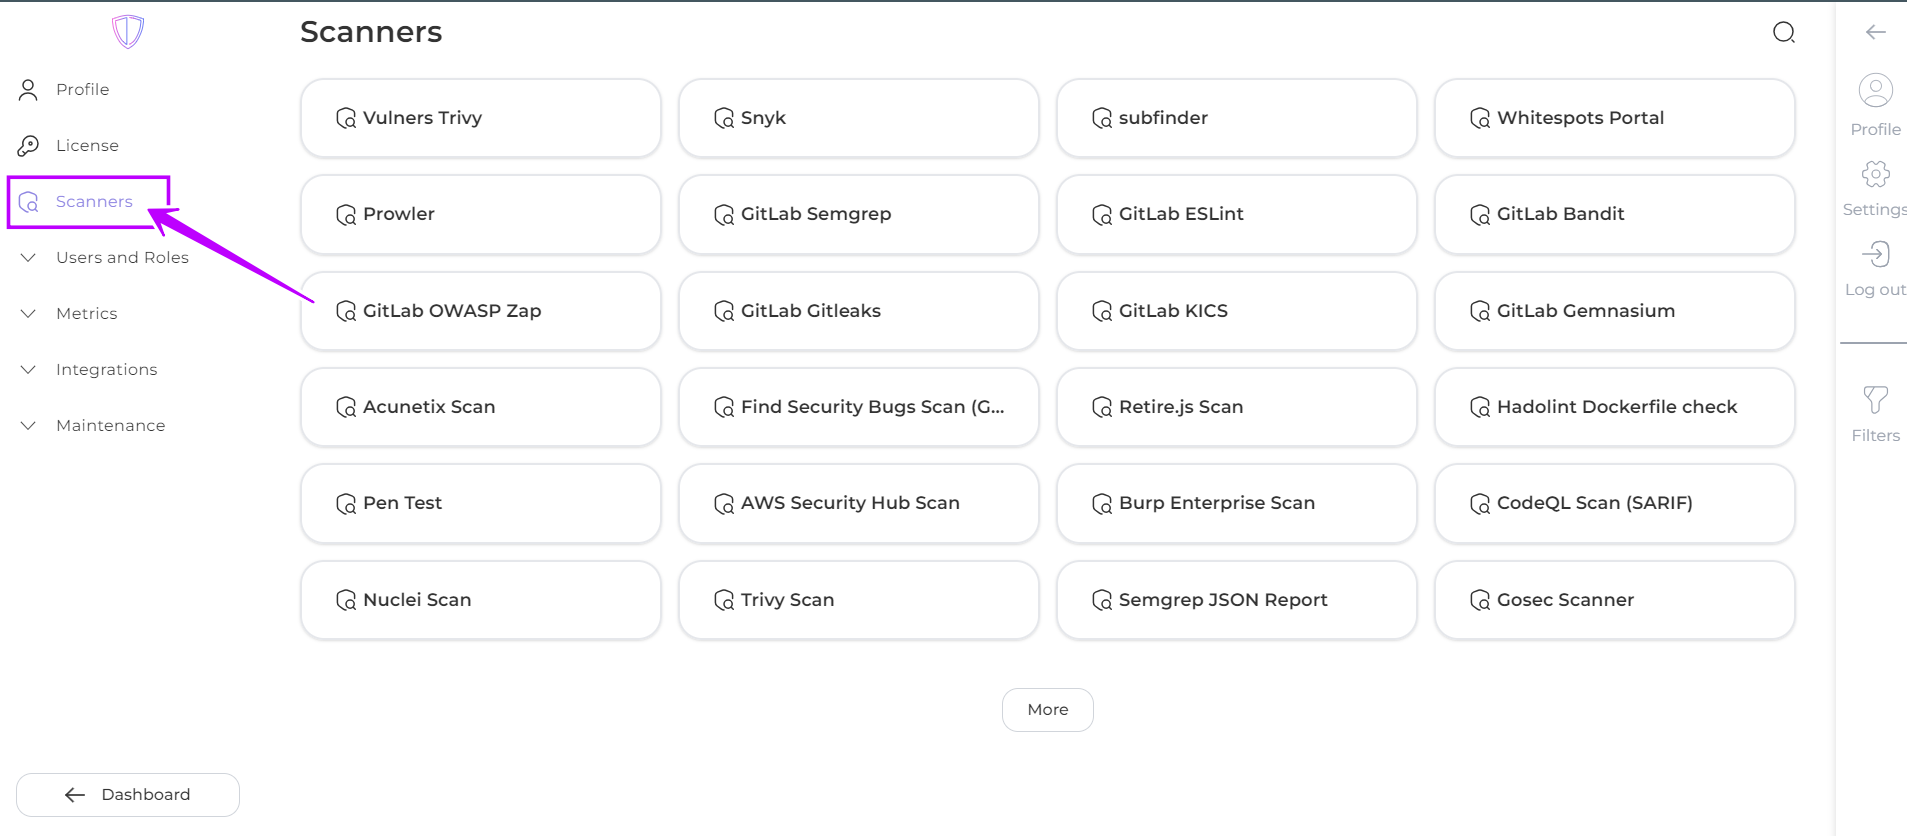 Scanners
Profile
License
Scanners
Users and Roles
Metrics
Integrations
Maintenance
Dashboard
Vulners Trivy
Snyk
subfinder
Whitespots Portal
Prowler
GitLab Semgrep
GitLab ESLint
GitLab Bandit
GitLab OWASP Zap
GitLab Gitleaks
GitLab KICS
GitLab Gemnasium
Acunetix Scan
Find Security Bugs Scan (G...
Retire.js Scan
Hadolint Dockerfile check
Pen Test
AWS Security Hub Scan
Burp Enterprise Scan
CodeQL Scan (SARIF)
Nuclei Scan
Trivy Scan
Semgrep JSON Report
Gosec Scanner
More
Profile
Settings
Log out
Filters